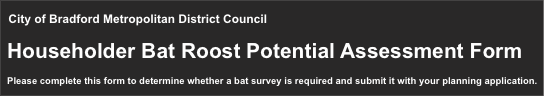 City of Bradford Metropolitan District Council
Householder Bat Roost Potential Assessment Form
Please complete this form to determine whether a bat survey is required and submit it with your planning application.